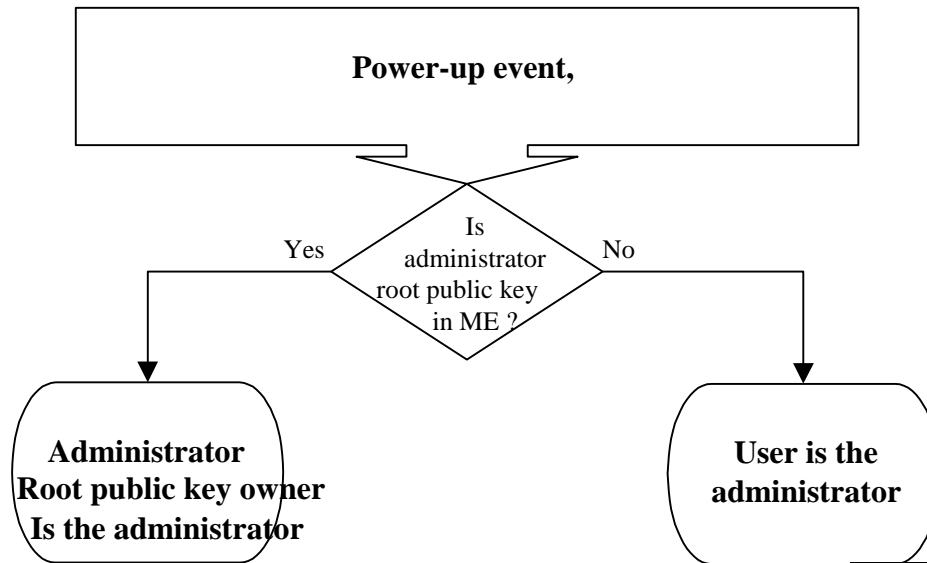 Power-up event,
Is
administrator
root public key
in ME ?
Yes
No
Administrator
Root public key owner
Is the administrator
User is the
administrator